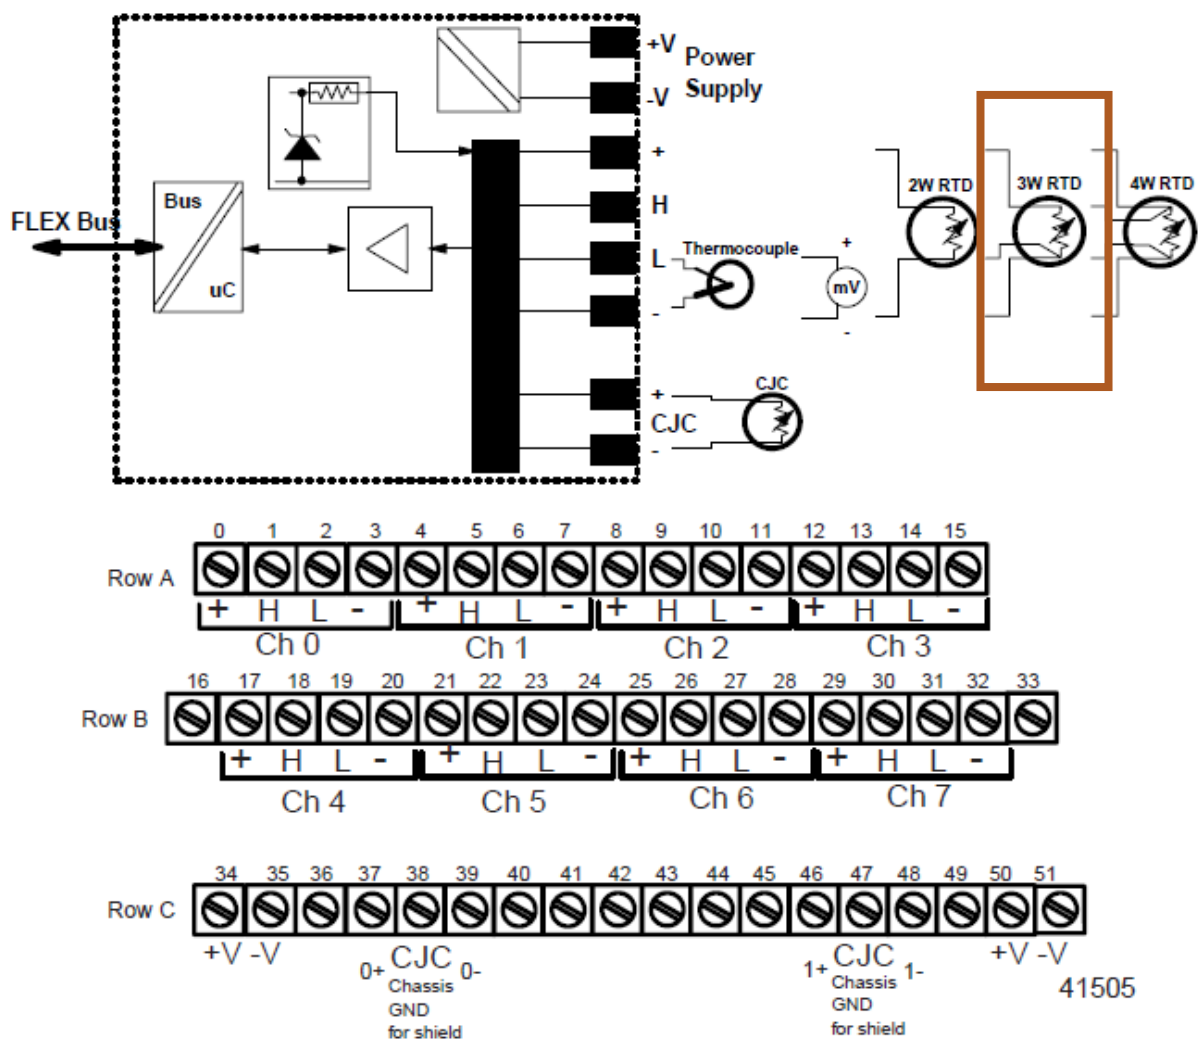 +V
Power
Supply
-V
+
H
L
-
Bus
uC
FLEX Bus
Thermocouple
+
mV
-
2W RTD
3W RTD
4W RTD
+
CJC
-
CJC
0 1 2 3 4 5 6 7 8 9 10 11 12 13 14 15
Row A
+ H L - + H L - + H L - + H L -
Ch 0 Ch 1 Ch 2 Ch 3
16 17 18 19 20 21 22 23 24 25 26 27 28 29 30 31 32 33
Row B
+ H L - + H L - + H L - + H L -
Ch 4 Ch 5 Ch 6 Ch 7
34 35 36 37 38 39 40 41 42 43 44 45 46 47 48 49 50 51
Row C
+V -V 0+ CJC 0- 1+ CJC 1- +V -V
Chassis Chassis
GND GND
for shield for shield
41505